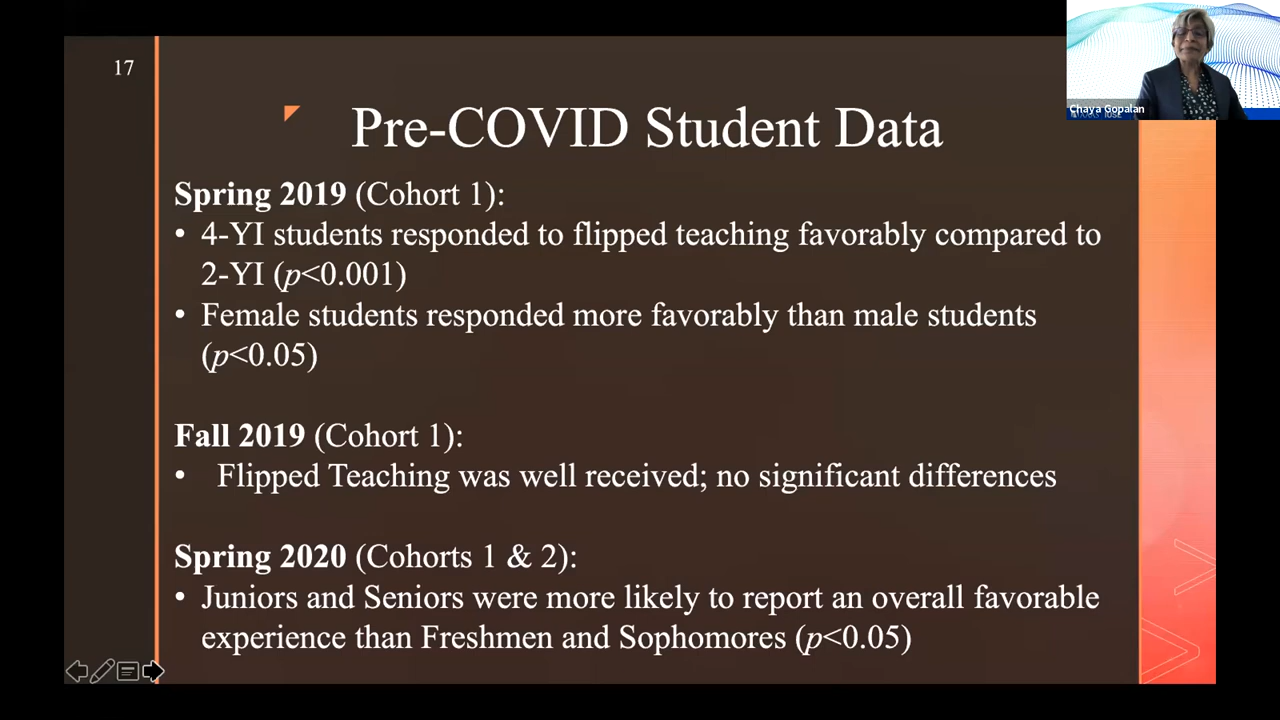 17
Pre-COVID Student Data
Spring 2019 (Cohort 1):
• 4-YI students responded to flipped teaching favorably compared to
2-YI (p<0.001)
• Female students responded more favorably than male students
(p<0.05)
Fall 2019 (Cohort 1):
• Flipped Teaching was well received; no significant differences
Spring 2020 (Cohorts 1 & 2):
• Juniors and Seniors were more likely to report an overall favorable
experience than Freshmen and Sophomores (p<0.05)
Chaya Gopalan